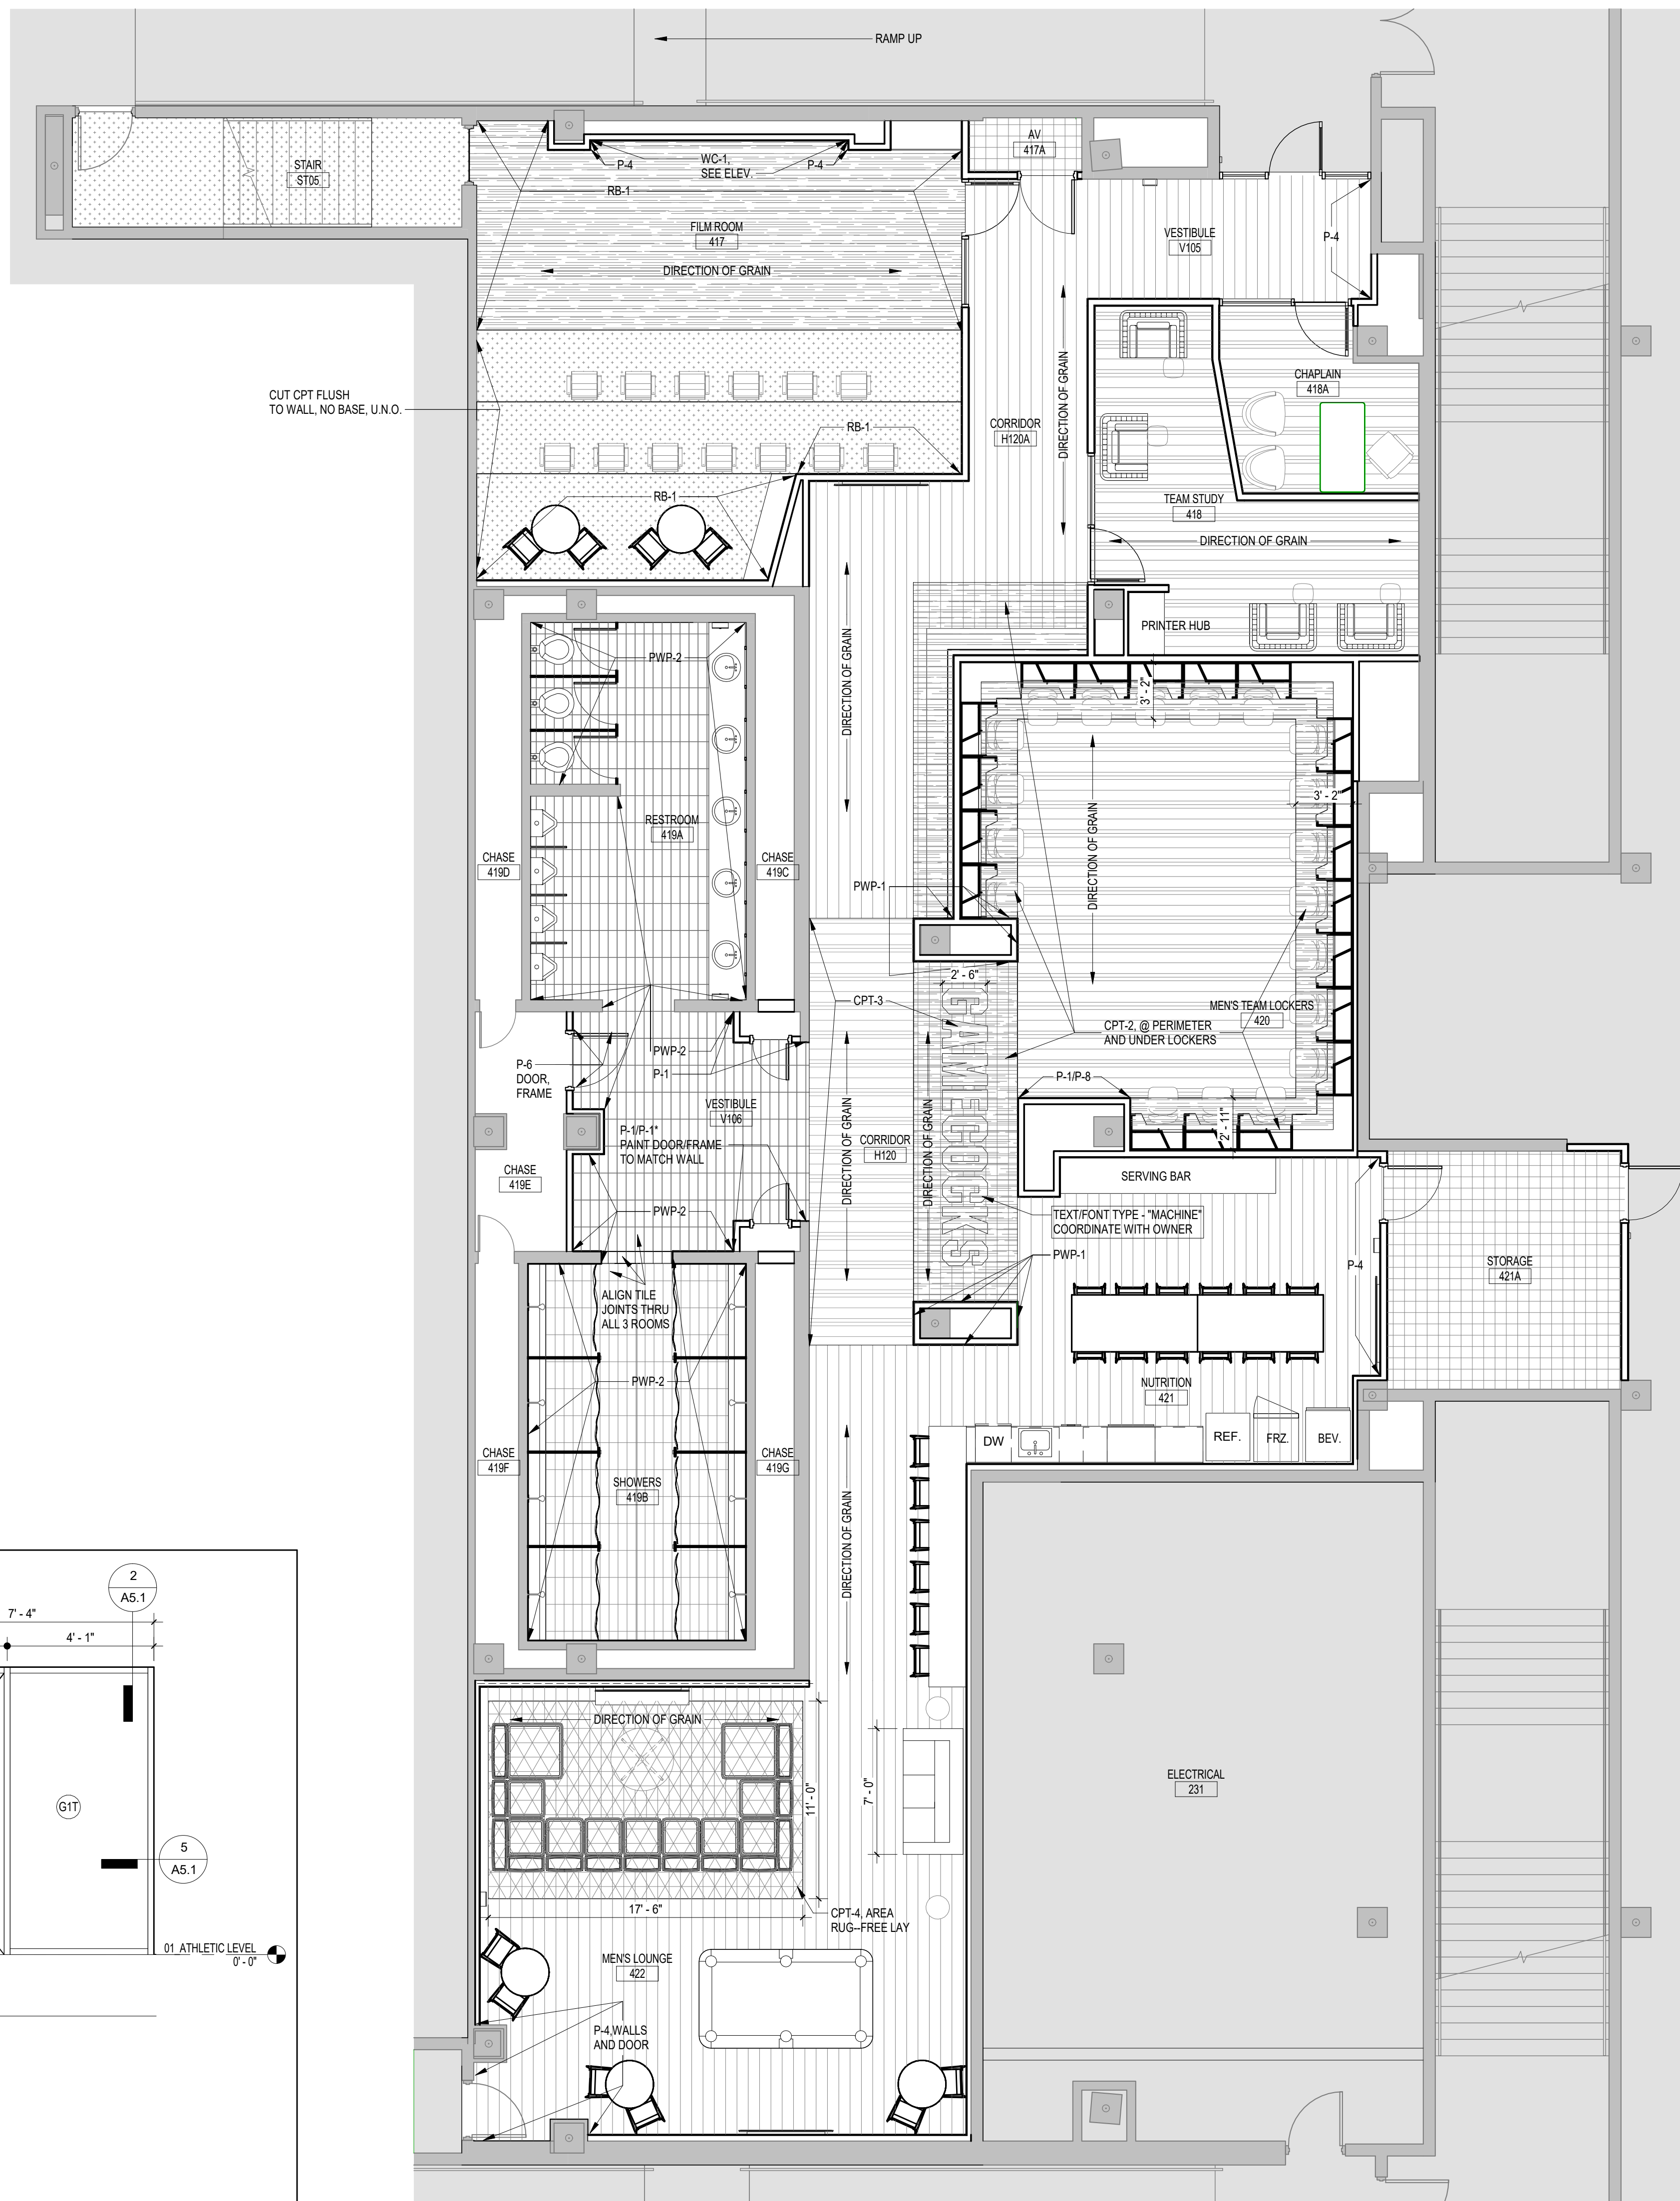 RAMP UP
STAIR
ST05
P-4
WC-1,
SEE ELEV.
P-4
RB-1
AV
417A
FILM ROOM
417
DIRECTION OF GRAIN
VESTIBULE
V105
P-4
CUT CPT FLUSH
TO WALL, NO BASE, U.N.O.
RB-1
RB-1
CORRIDOR
H120A
DIRECTION OF GRAIN
CHAPLAIN
418A
TEAM STUDY
418
DIRECTION OF GRAIN
PRINTER HUB
DIRECTION OF GRAIN
PWP-2
3' - 2"
3' - 2"
DIRECTION OF GRAIN
RESTROOM
419A
CHASE
419D
CHASE
419C
PWP-1
2' - 6"
CPT-3
GAMECOCKS
MEN'S TEAM LOCKERS
420
CPT-2, @ PERIMETER
AND UNDER LOCKERS
PWP-2
P-1
P-6
DOOR,
FRAME
P-1/P-8
VESTIBULE
V106
P-1/P-1*
PAINT DOOR/FRAME
TO MATCH WALL
2' - 11"
DIRECTION OF GRAIN
CORRIDOR
H120
DIRECTION OF GRAIN
CHASE
419E
SERVING BAR
PWP-2
TEXT/FONT TYPE - "MACHINE"
COORDINATE WITH OWNER
PWP-1
P-4
STORAGE
421A
ALIGN TILE
JOINTS THRU
ALL 3 ROOMS
PWP-2
NUTRITION
421
DW
REF.
FRZ.
BEV.
CHASE
419F
CHASE
419G
SHOWERS
419B
DIRECTION OF GRAIN
2
A5.1
7' - 4"
4' - 1"
G1T
5
A5.1
01_ATHLETIC LEVEL
0' - 0"
DIRECTION OF GRAIN
11' - 0"
7' - 0"
ELECTRICAL
231
17' - 6"
CPT-4, AREA
RUG--FREE LAY
MEN'S LOUNGE
422
P-4,WALLS
AND DOOR